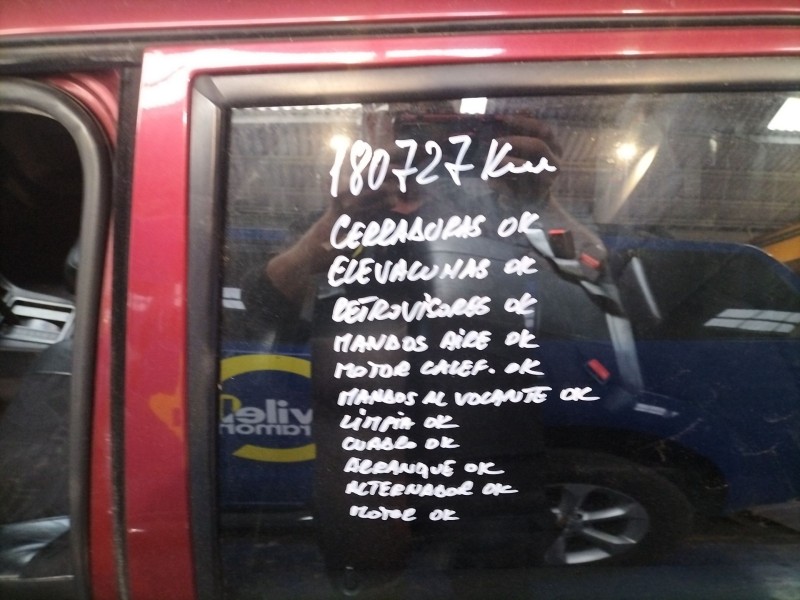 180727 Km
CERRADURAS OK
ELEVALUNAS OK
RETROVISORES OK
MANDOS AIRE OK
MOTOR CALEF. OK
MANDOS AL VOLANTE OK
LIMPIA OK
CUADRO OK
ARRANQUE OK
ALTERNADOR OK
MOTOR OK